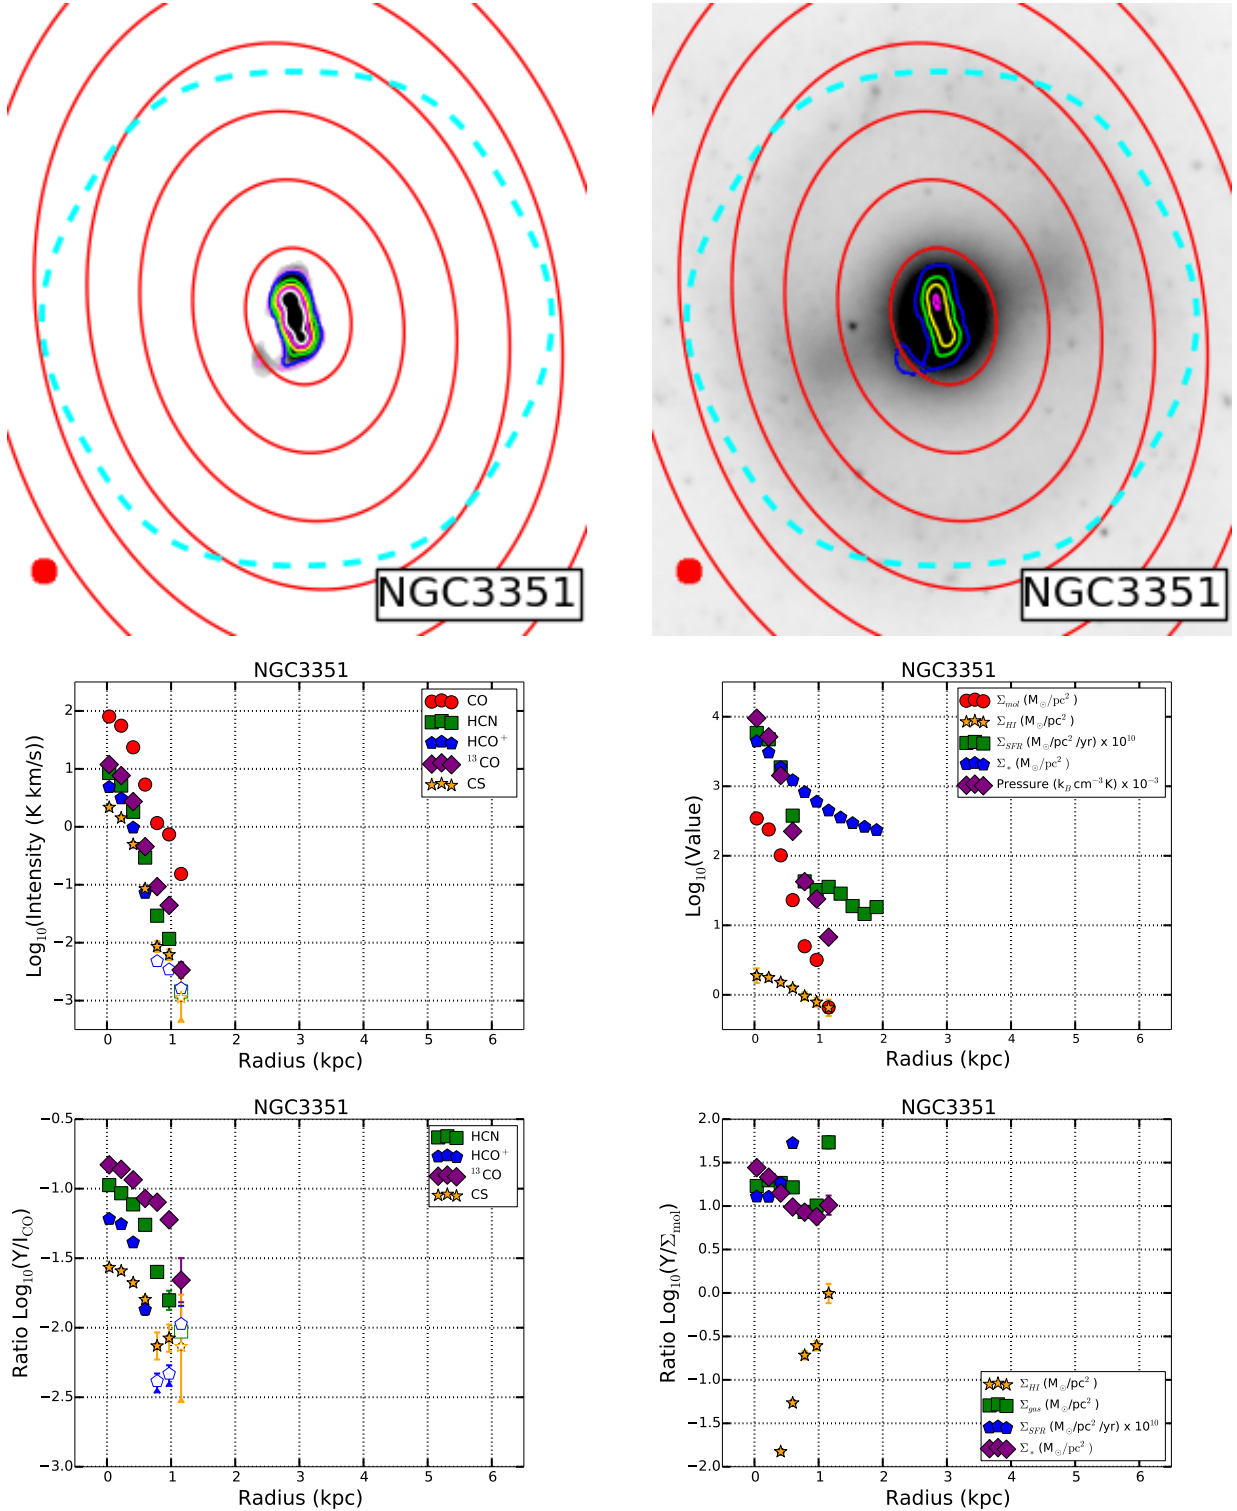 NGC3351
NGC3351
NGC3351
CO
HCN
HCO+
13CO
CS
2
1
0
−1
−2
−3
0 1 2 3 4 5 6
Log10(Intensity (K km/s))
Radius (kpc)
NGC3351
Σmol (M⊙/pc²)
ΣHI (M⊙/pc²)
ΣSFR (M⊙/pc²/yr) x 10¹⁰
Σ* (M⊙/pc²)
Pressure (kB cm⁻³K) x 10⁻³
4
3
2
1
0
0 1 2 3 4 5 6
Log10(Value)
Radius (kpc)
NGC3351
HCN
HCO+
13CO
CS
−0.5
−1.0
−1.5
−2.0
−2.5
−3.0
0 1 2 3 4 5 6
Ratio Log10(Y/ICO)
Radius (kpc)
NGC3351
2.0
1.5
1.0
0.5
0.0
−0.5
−1.0
−1.5
−2.0
ΣHI (M⊙/pc²)
Σgas (M⊙/pc²)
ΣSFR (M⊙/pc²/yr) x 10¹⁰
Σ* (M⊙/pc²)
0 1 2 3 4 5 6
Ratio Log10(Y/Σmol)
Radius (kpc)